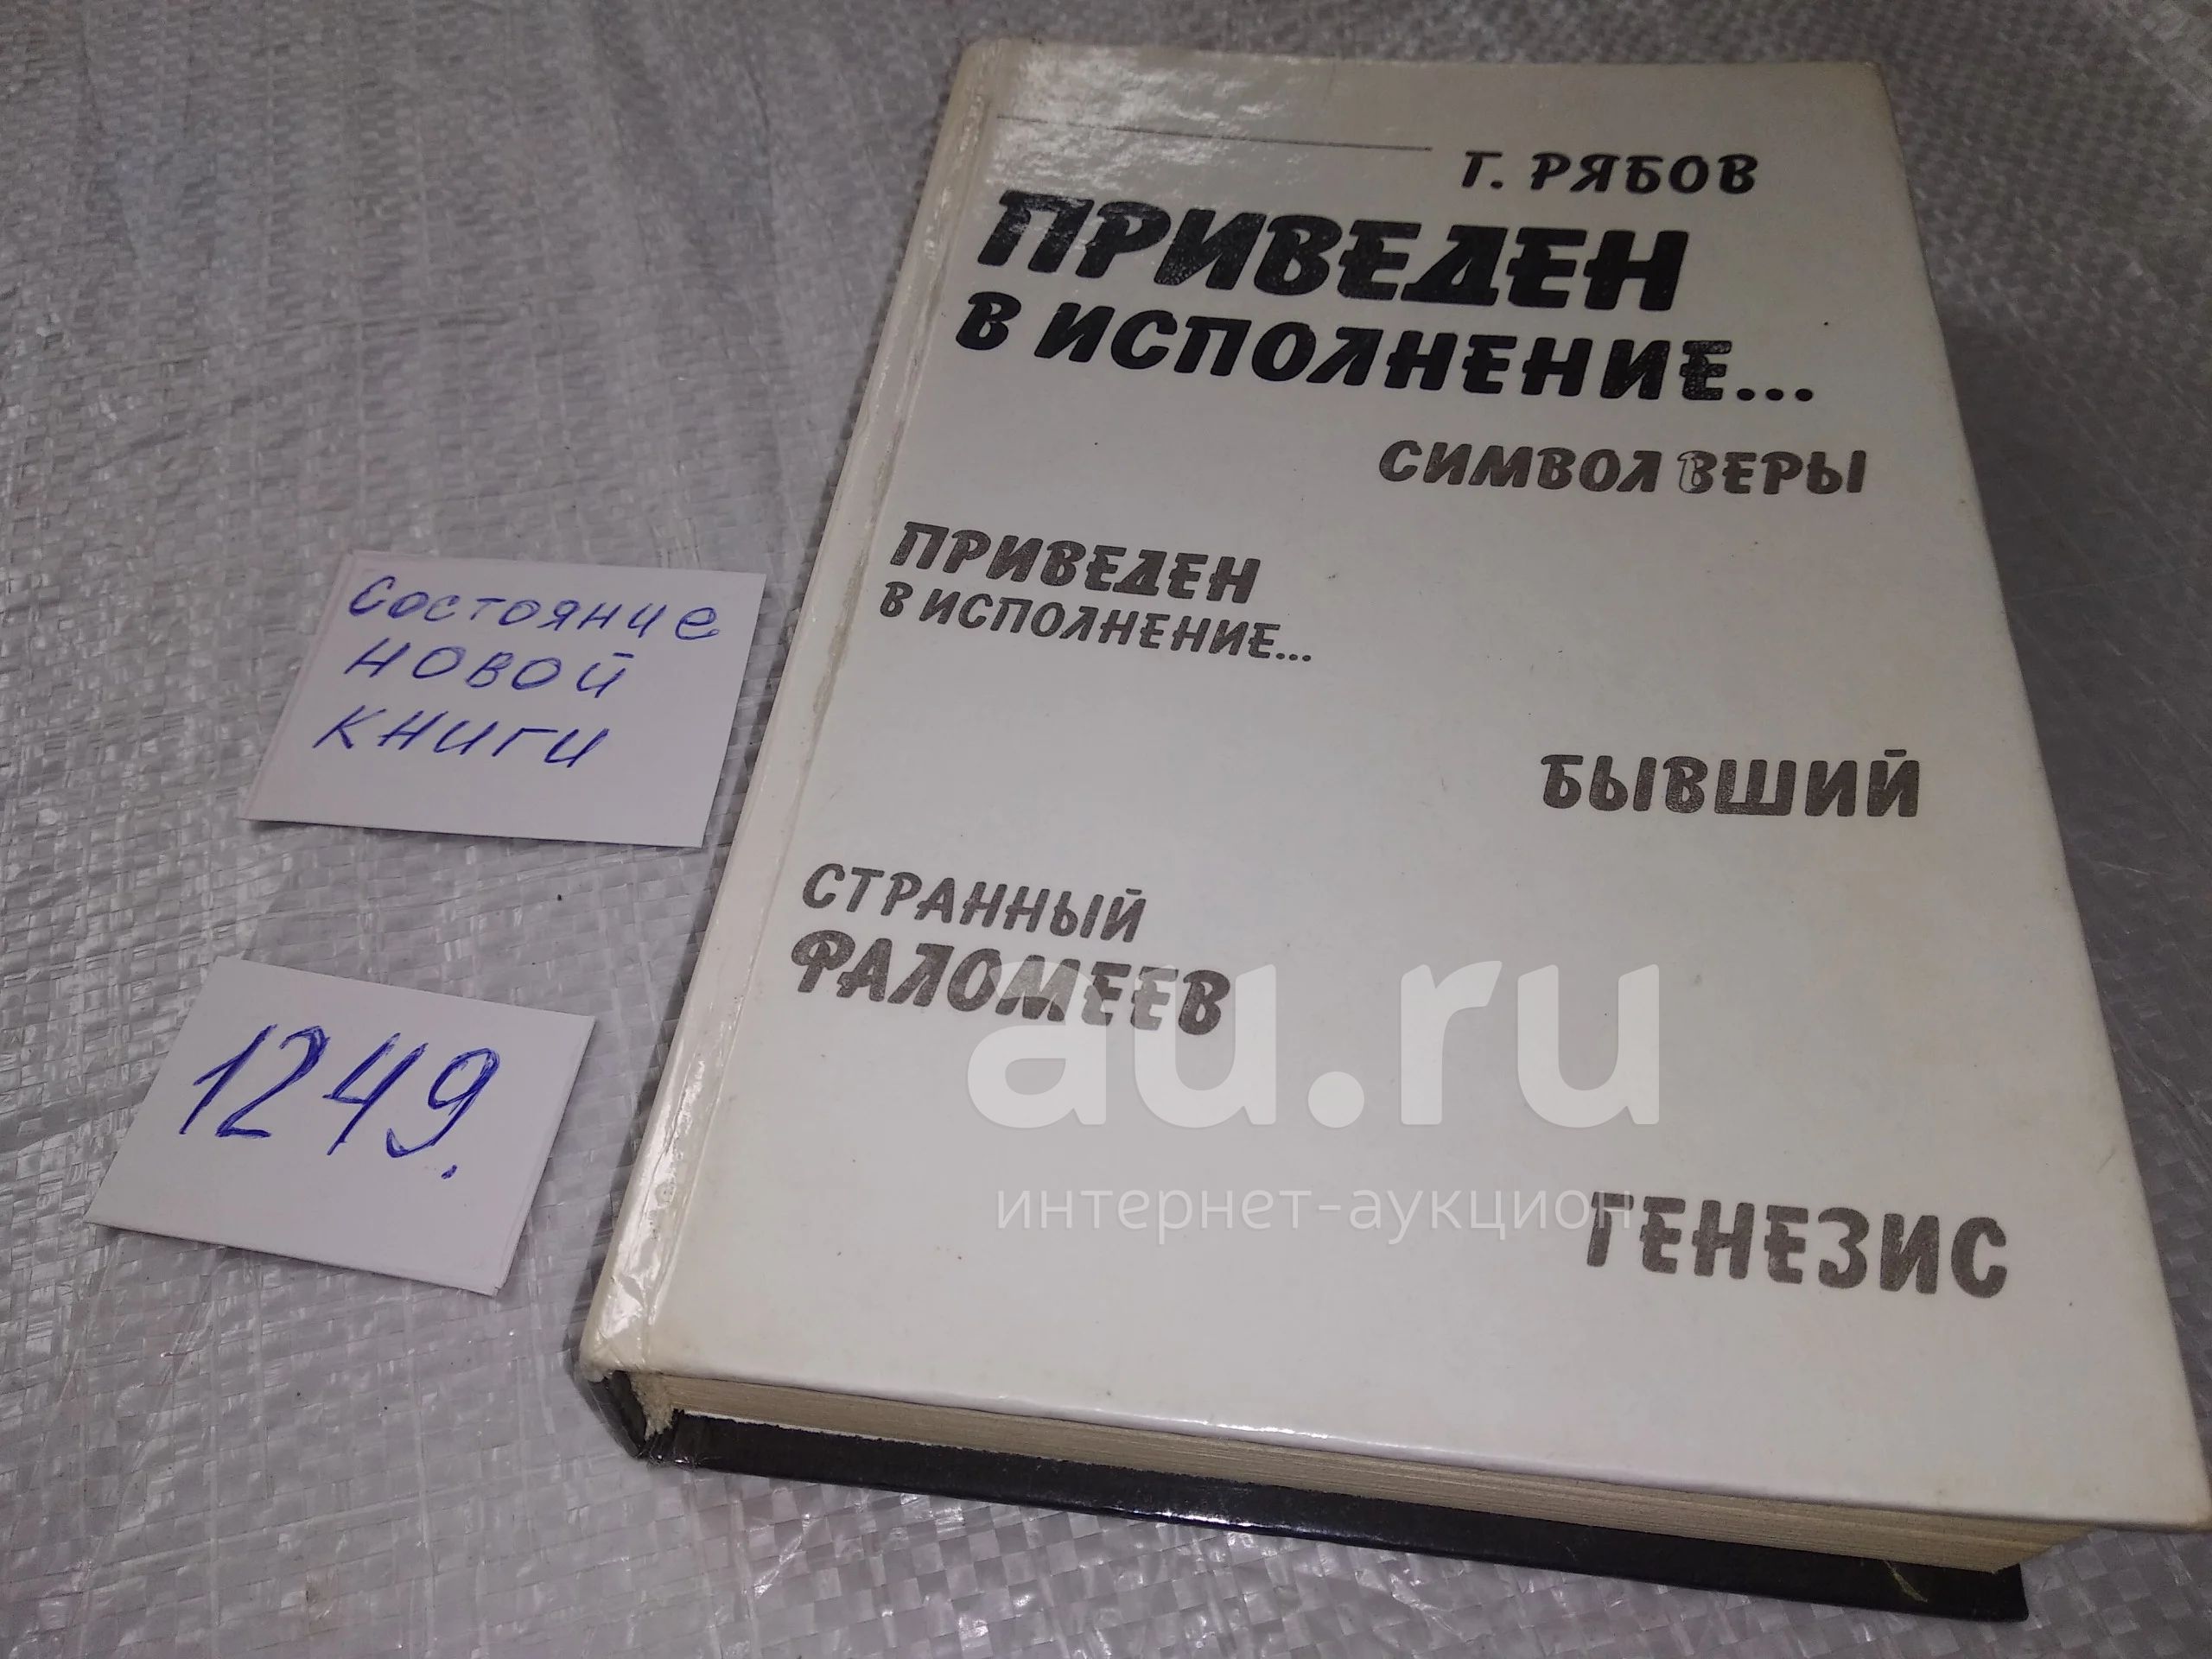 Состояние
новой
книги
1249.
Г. РЯБОВ
ПРИВЕДЕН
В ИСПОЛНЕНИЕ...
СИМВОЛ ВЕРЫ
ПРИВЕДЕН
В ИСПОЛНЕНИЕ...
БЫВШИЙ
СТРАННЫЙ
ФАЛОМЕЕВ
ГЕНЕЗИС
au.ru
интернет-аукцион